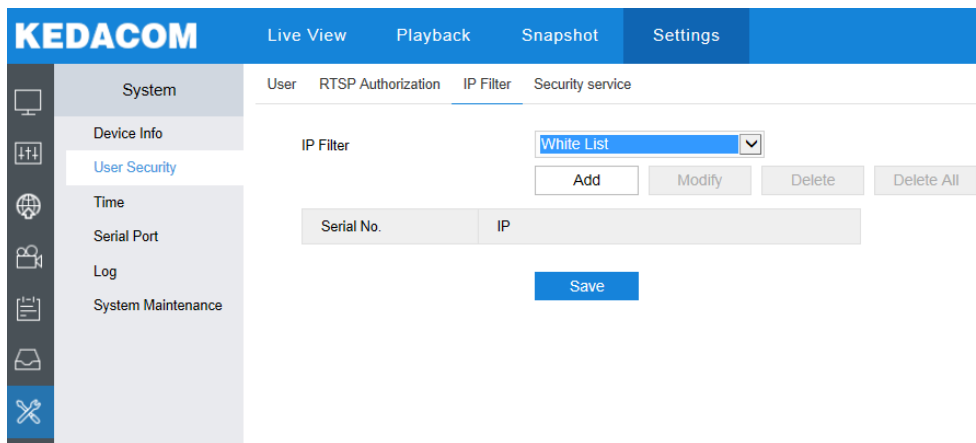 KEDACOM Live View Playback Snapshot Settings
System
Device Info
User Security
Time
Serial Port
Log
System Maintenance
User RTSP Authorization IP Filter Security service
IP Filter White List
Add Modify Delete Delete All
Serial No. IP
Save